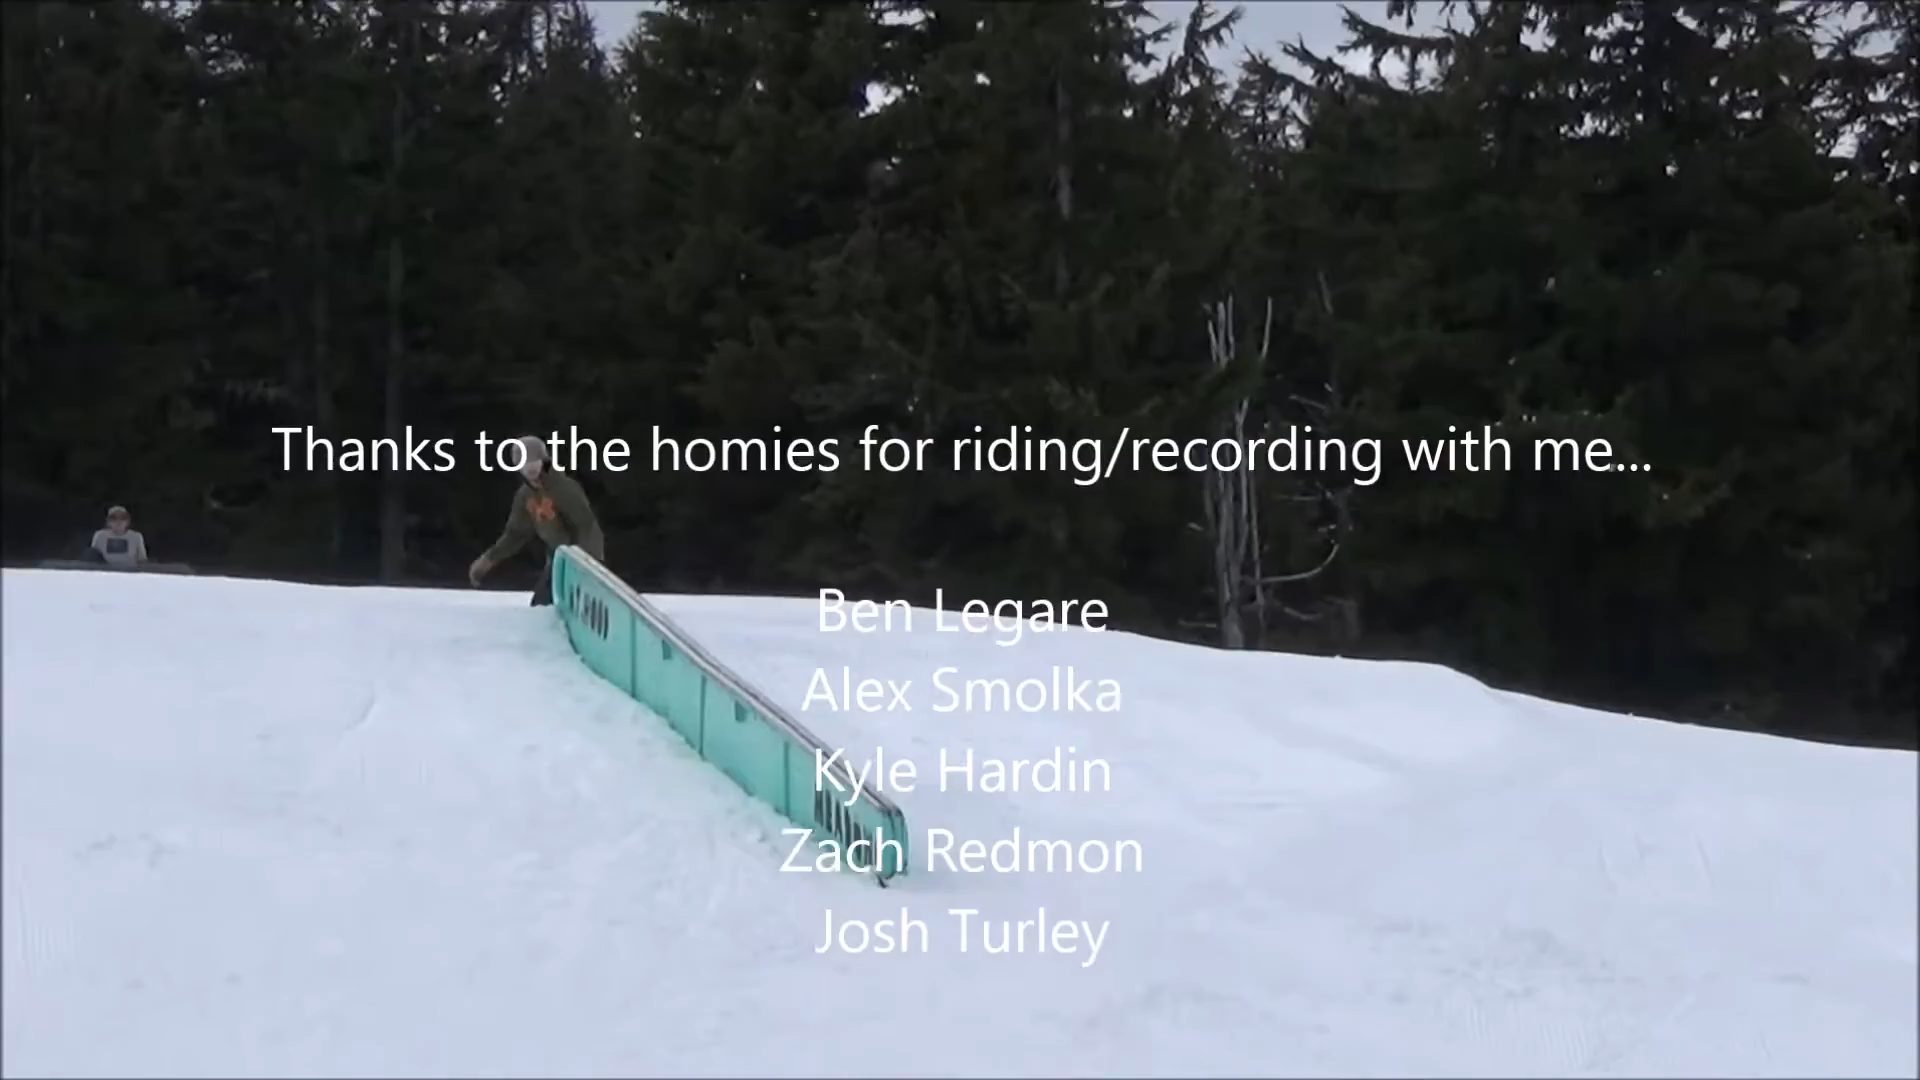 Thanks to the homies for riding/recording with me...
Ben Legare
Alex Smolka
Kyle Hardin
Zach Redmon
Josh Turley